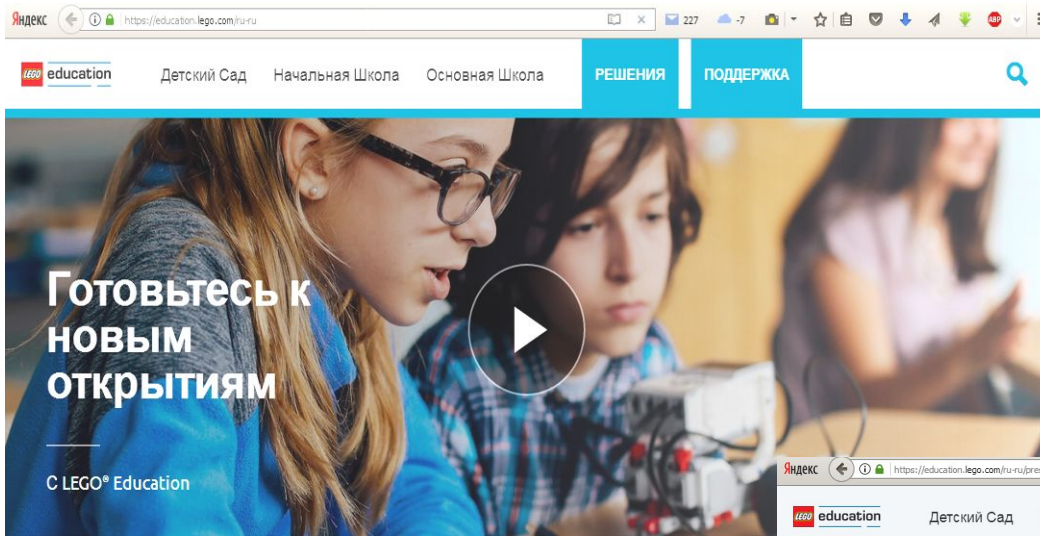 Яндекс https://education.lego.com/ru-ru 227 -7 ABP
LEGO education Детский Сад Начальная Школа Основная Школа РЕШЕНИЯ ПОДДЕРЖКА
Готовьтесь к
новым
открытиям
С LEGO® Education
Яндекс https://education.lego.com/ru-ru/pre
LEGO education Детский Сад